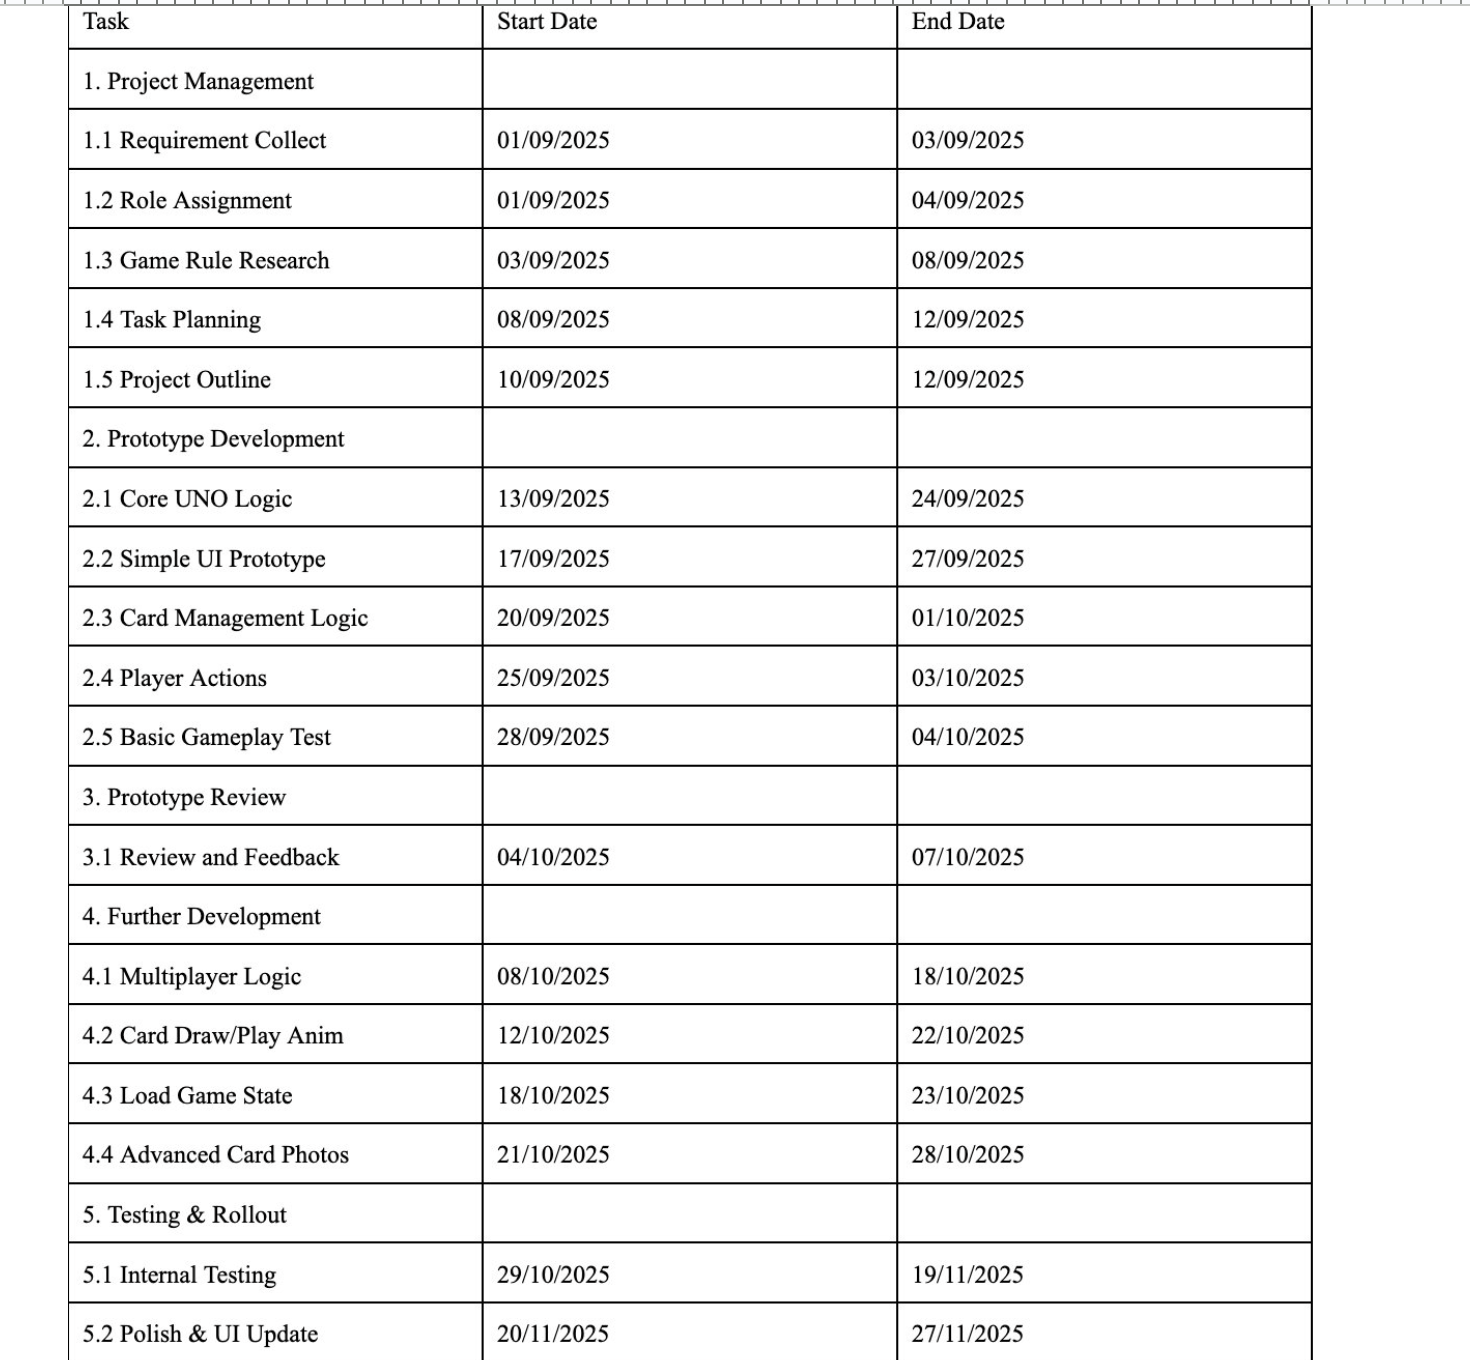 Task Start Date End Date
1. Project Management
1.1 Requirement Collect 01/09/2025 03/09/2025
1.2 Role Assignment 01/09/2025 04/09/2025
1.3 Game Rule Research 03/09/2025 08/09/2025
1.4 Task Planning 08/09/2025 12/09/2025
1.5 Project Outline 10/09/2025 12/09/2025
2. Prototype Development
2.1 Core UNO Logic 13/09/2025 24/09/2025
2.2 Simple UI Prototype 17/09/2025 27/09/2025
2.3 Card Management Logic 20/09/2025 01/10/2025
2.4 Player Actions 25/09/2025 03/10/2025
2.5 Basic Gameplay Test 28/09/2025 04/10/2025
3. Prototype Review
3.1 Review and Feedback 04/10/2025 07/10/2025
4. Further Development
4.1 Multiplayer Logic 08/10/2025 18/10/2025
4.2 Card Draw/Play Anim 12/10/2025 22/10/2025
4.3 Load Game State 18/10/2025 23/10/2025
4.4 Advanced Card Photos 21/10/2025 28/10/2025
5. Testing & Rollout
5.1 Internal Testing 29/10/2025 19/11/2025
5.2 Polish & UI Update 20/11/2025 27/11/2025